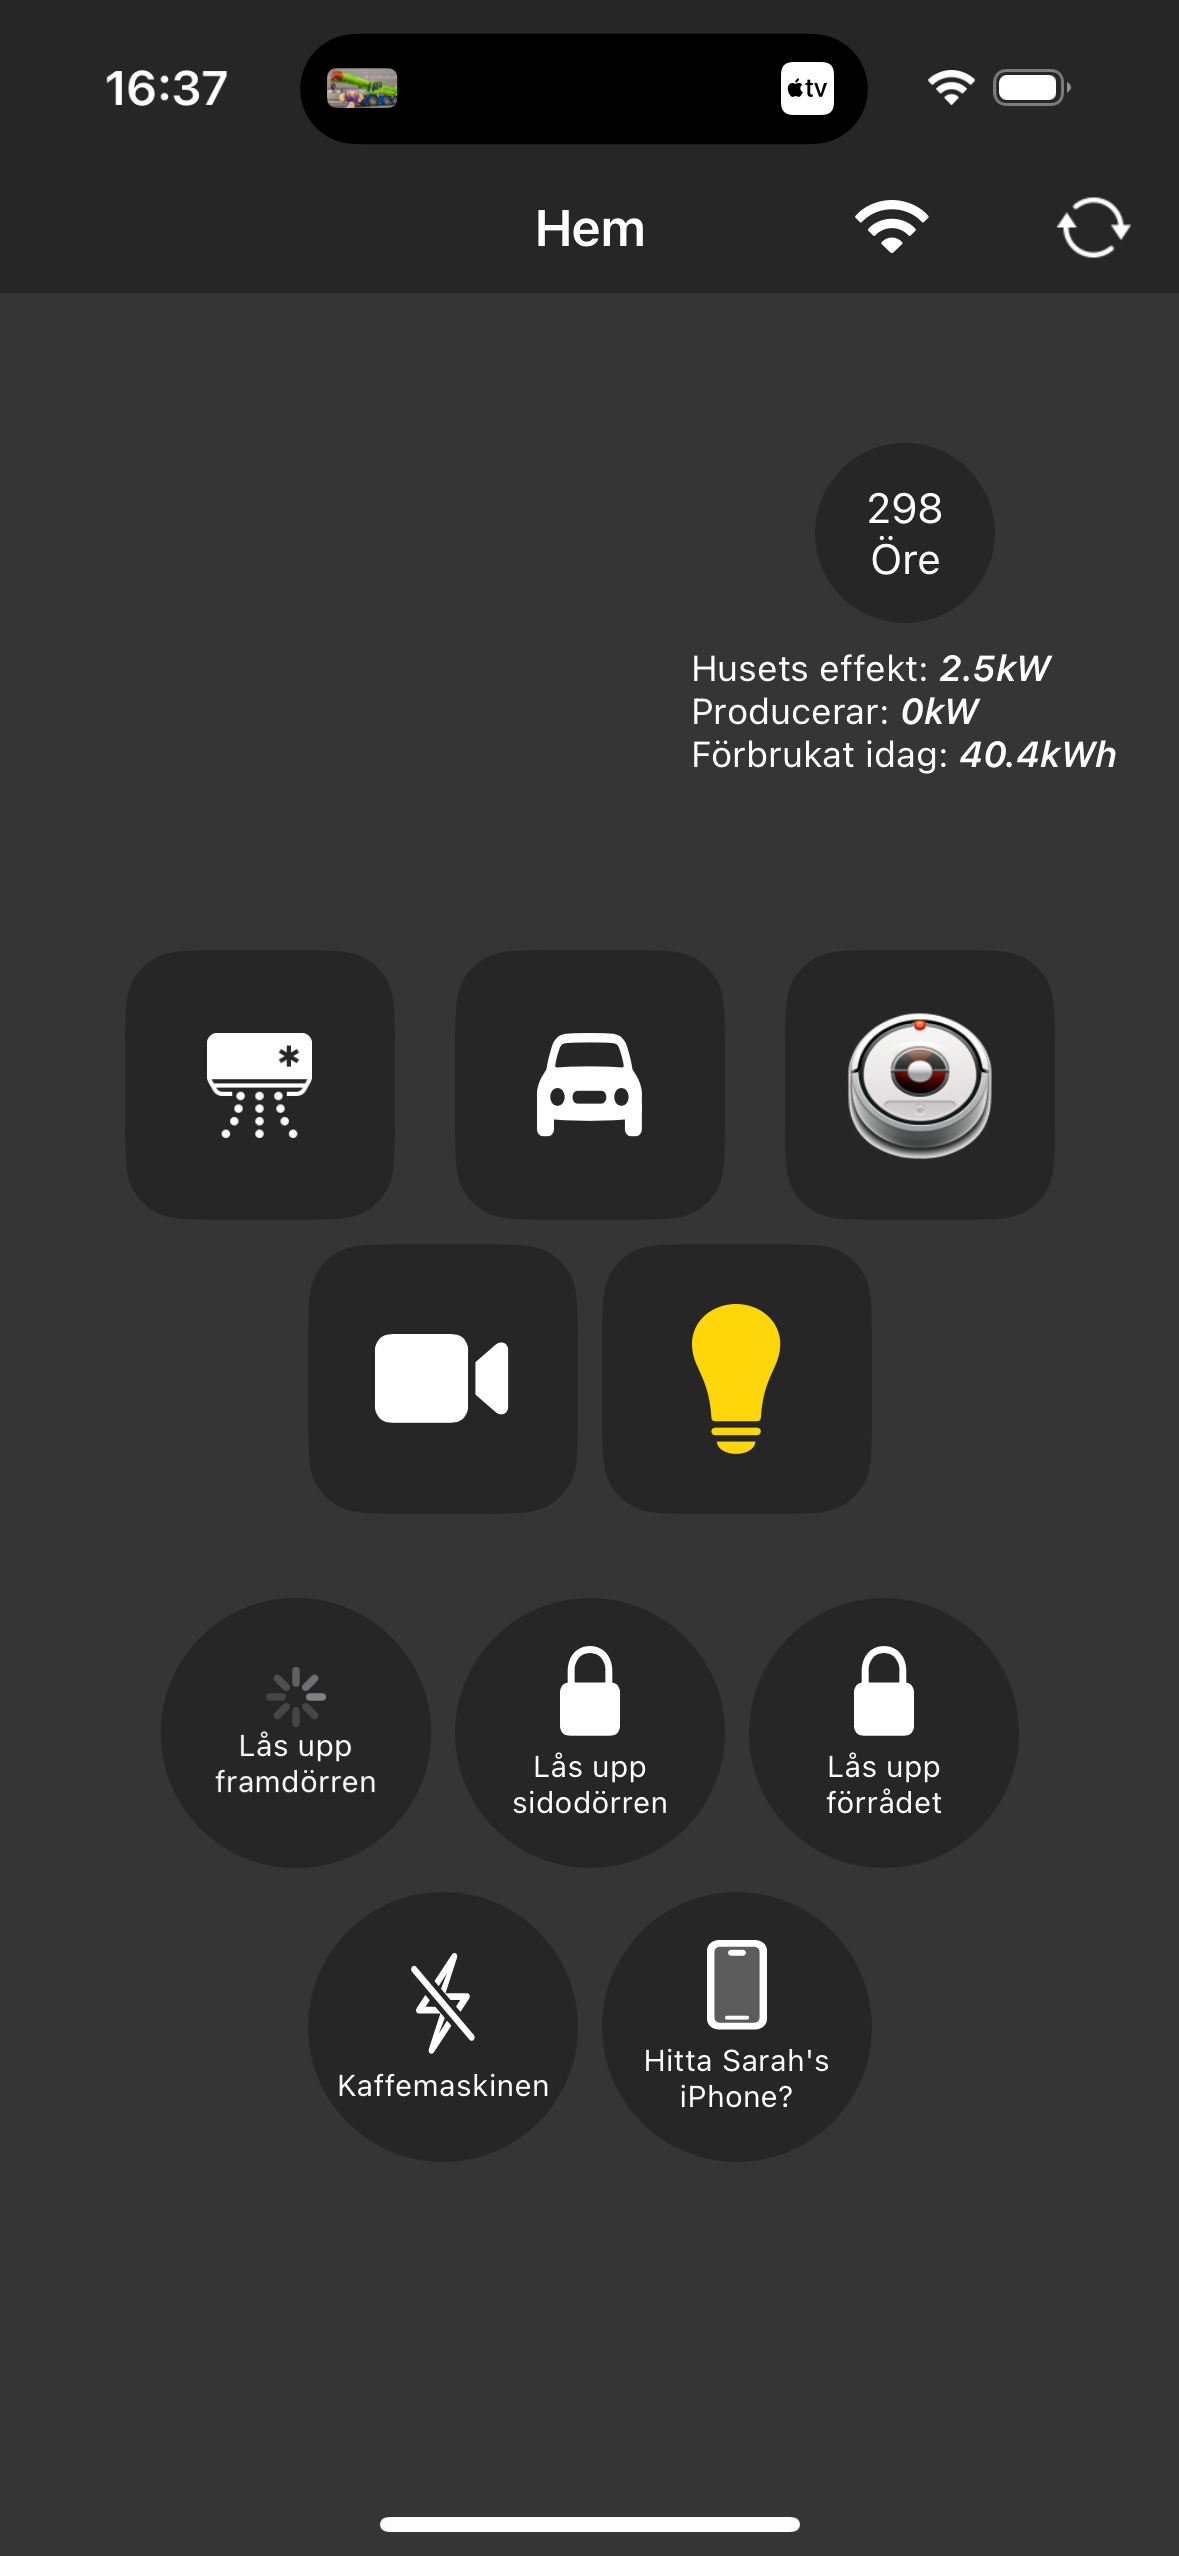 16:37
tv
Hem
298
Öre
Husets effekt: 2.5kW
Producerar: 0kW
Förbrukat idag: 40.4kWh
Lås upp
framdörren
Lås upp
sidodörren
Lås upp
förrådet
Kaffemaskinen
Hitta Sarah's
iPhone?